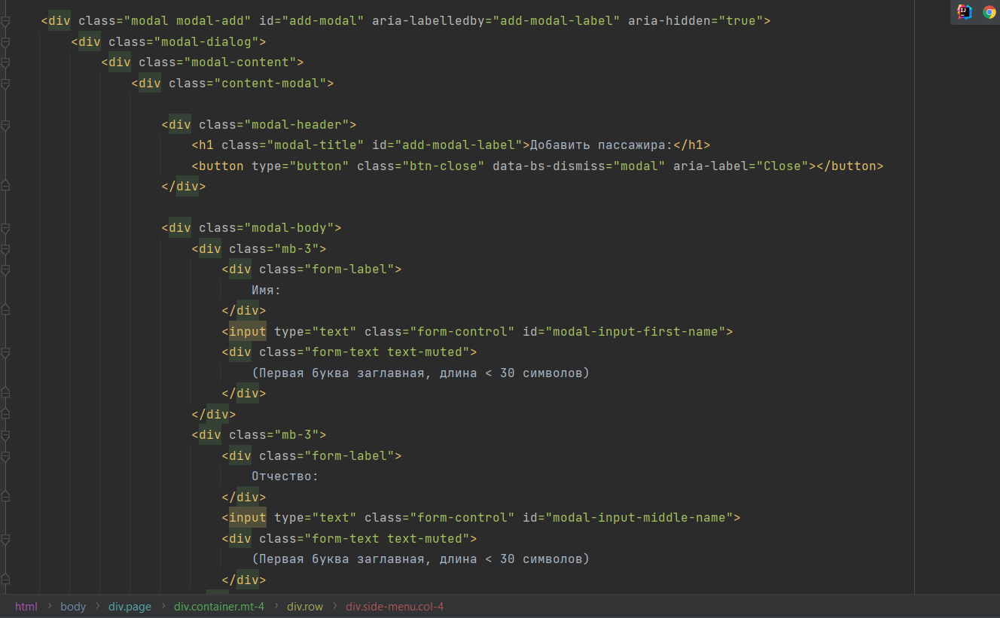 <div class="modal modal-add" id="add-modal" aria-labelledby="add-modal-label" aria-hidden="true">
<div class="modal-dialog">
<div class="modal-content">
<div class="content-modal">
<div class="modal-header">
<h1 class="modal-title" id="add-modal-label">Добавить пассажира:</h1>
<button type="button" class="btn-close" data-bs-dismiss="modal" aria-label="Close"></button>
</div>
<div class="modal-body">
<div class="mb-3">
<div class="form-label">
Имя:
</div>
<input type="text" class="form-control" id="modal-input-first-name">
<div class="form-text text-muted">
(Первая буква заглавная, длина < 30 символов)
</div>
</div>
<div class="mb-3">
<div class="form-label">
Отчество:
</div>
<input type="text" class="form-control" id="modal-input-middle-name">
<div class="form-text text-muted">
(Первая буква заглавная, длина < 30 символов)
</div>
html › body › div.page › div.container.mt-4 › div.row › div.side-menu.col-4